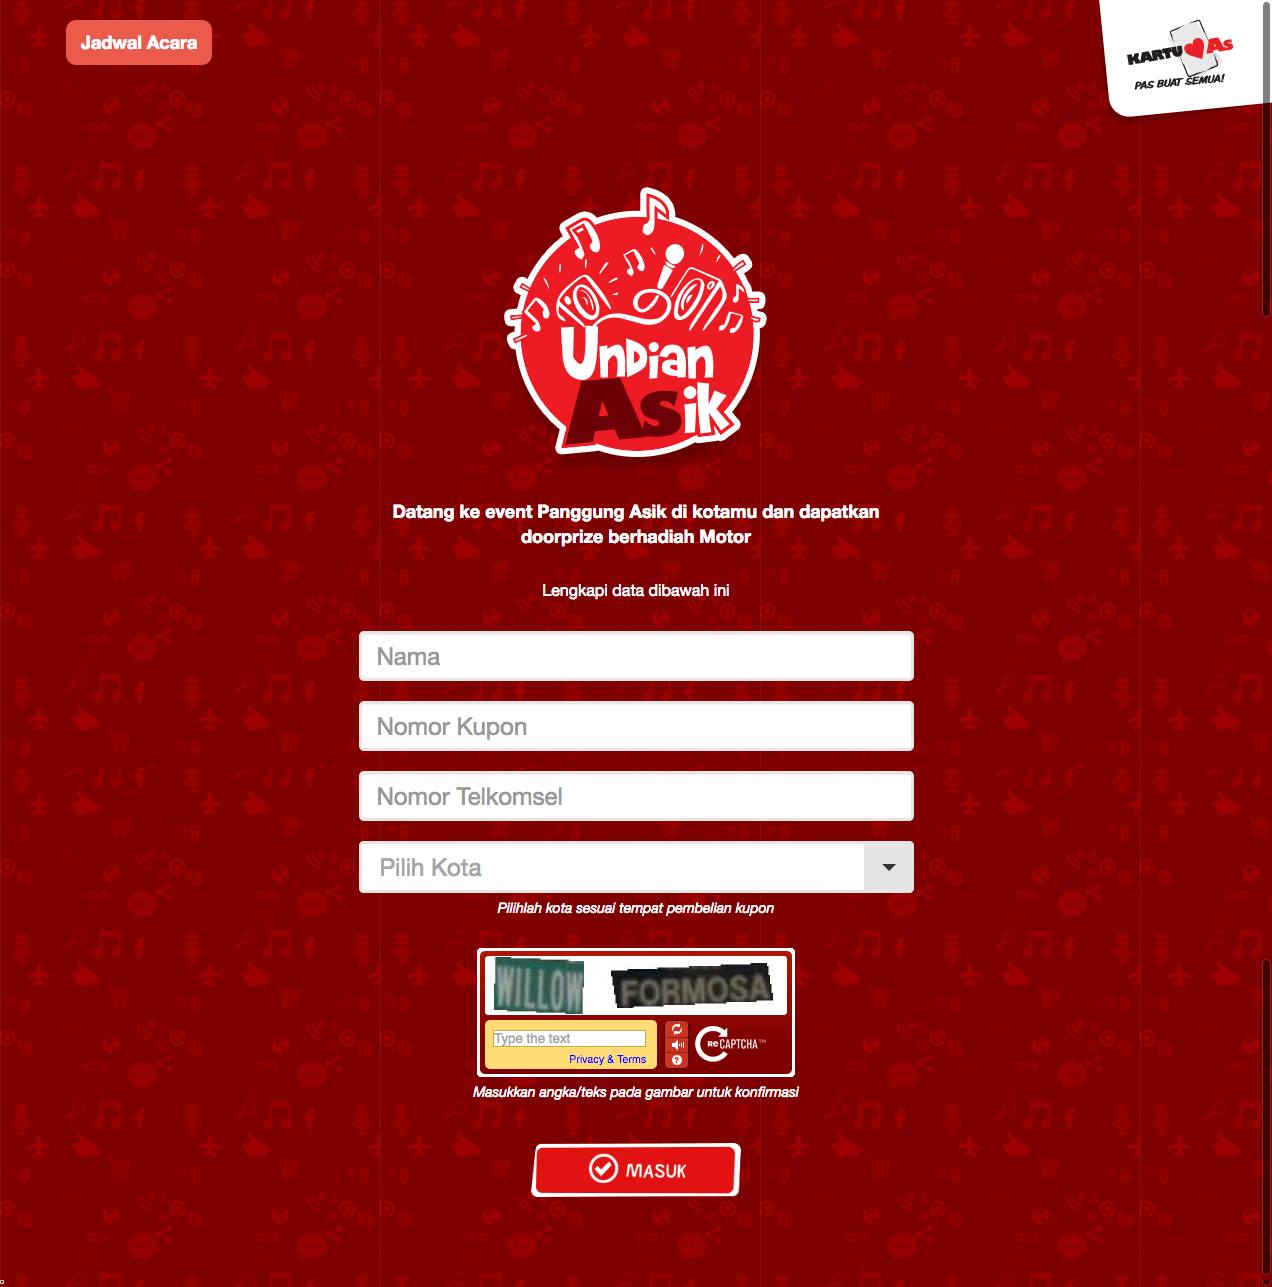 Jadwal Acara
KARTU As
PAS BUAT SEMUA!
Undian
Asik
Datang ke event Panggung Asik di kotamu dan dapatkan
doorprize berhadiah Motor
Lengkapi data dibawah ini
Nama
Nomor Kupon
Nomor Telkomsel
Pilih Kota
Pilihlah kota sesuai tempat pembelian kupon
WILLOW FORMOSA
Type the text
Privacy & Terms
ReCAPTCHA™
Masukkan angka/teks pada gambar untuk konfirmasi
MASUK